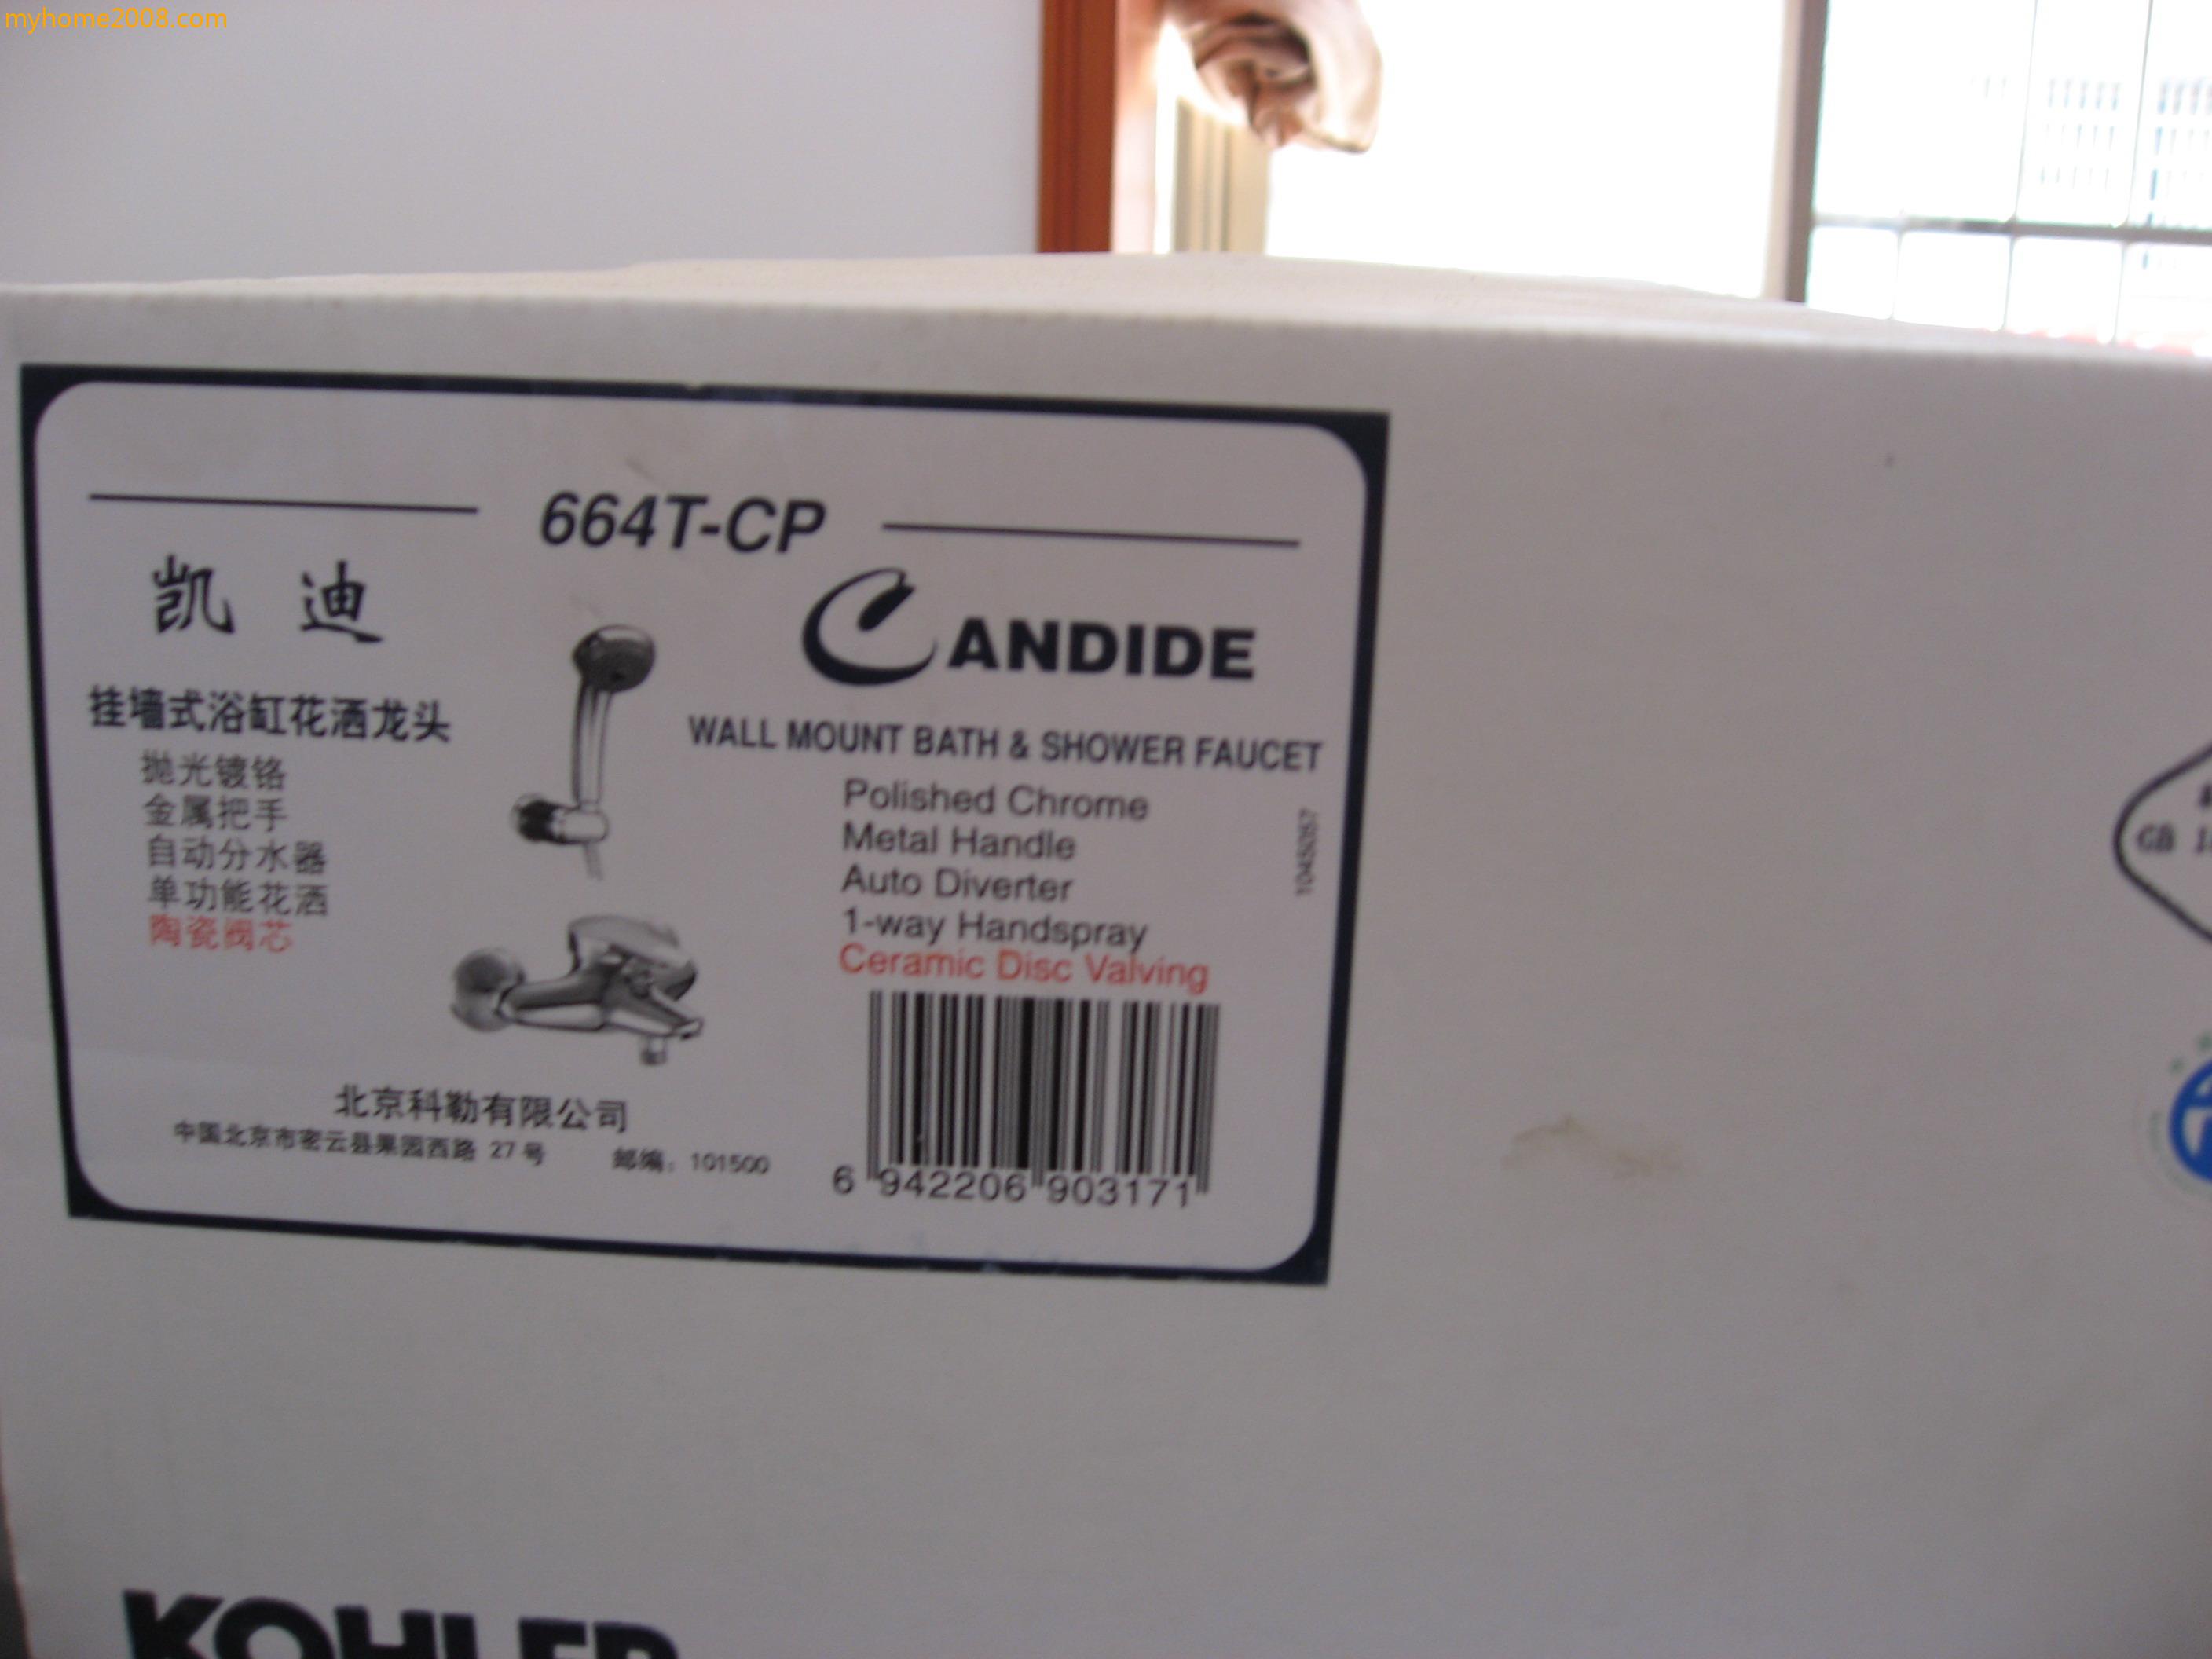 myhome2008.com
664T-CP
凯迪
CANDIDE
挂墙式浴缸花洒龙头
抛光镀铬
金属把手
自动分水器
单功能花洒
陶瓷阀芯
WALL MOUNT BATH & SHOWER FAUCET
Polished Chrome
Metal Handle
Auto Diverter
1-way Handspray
Ceramic Disc Valving
1045057
北京科勒有限公司
中国北京市密云县果园西路 27 号 邮编: 101500
6 942206 903171
GB
KOHLER